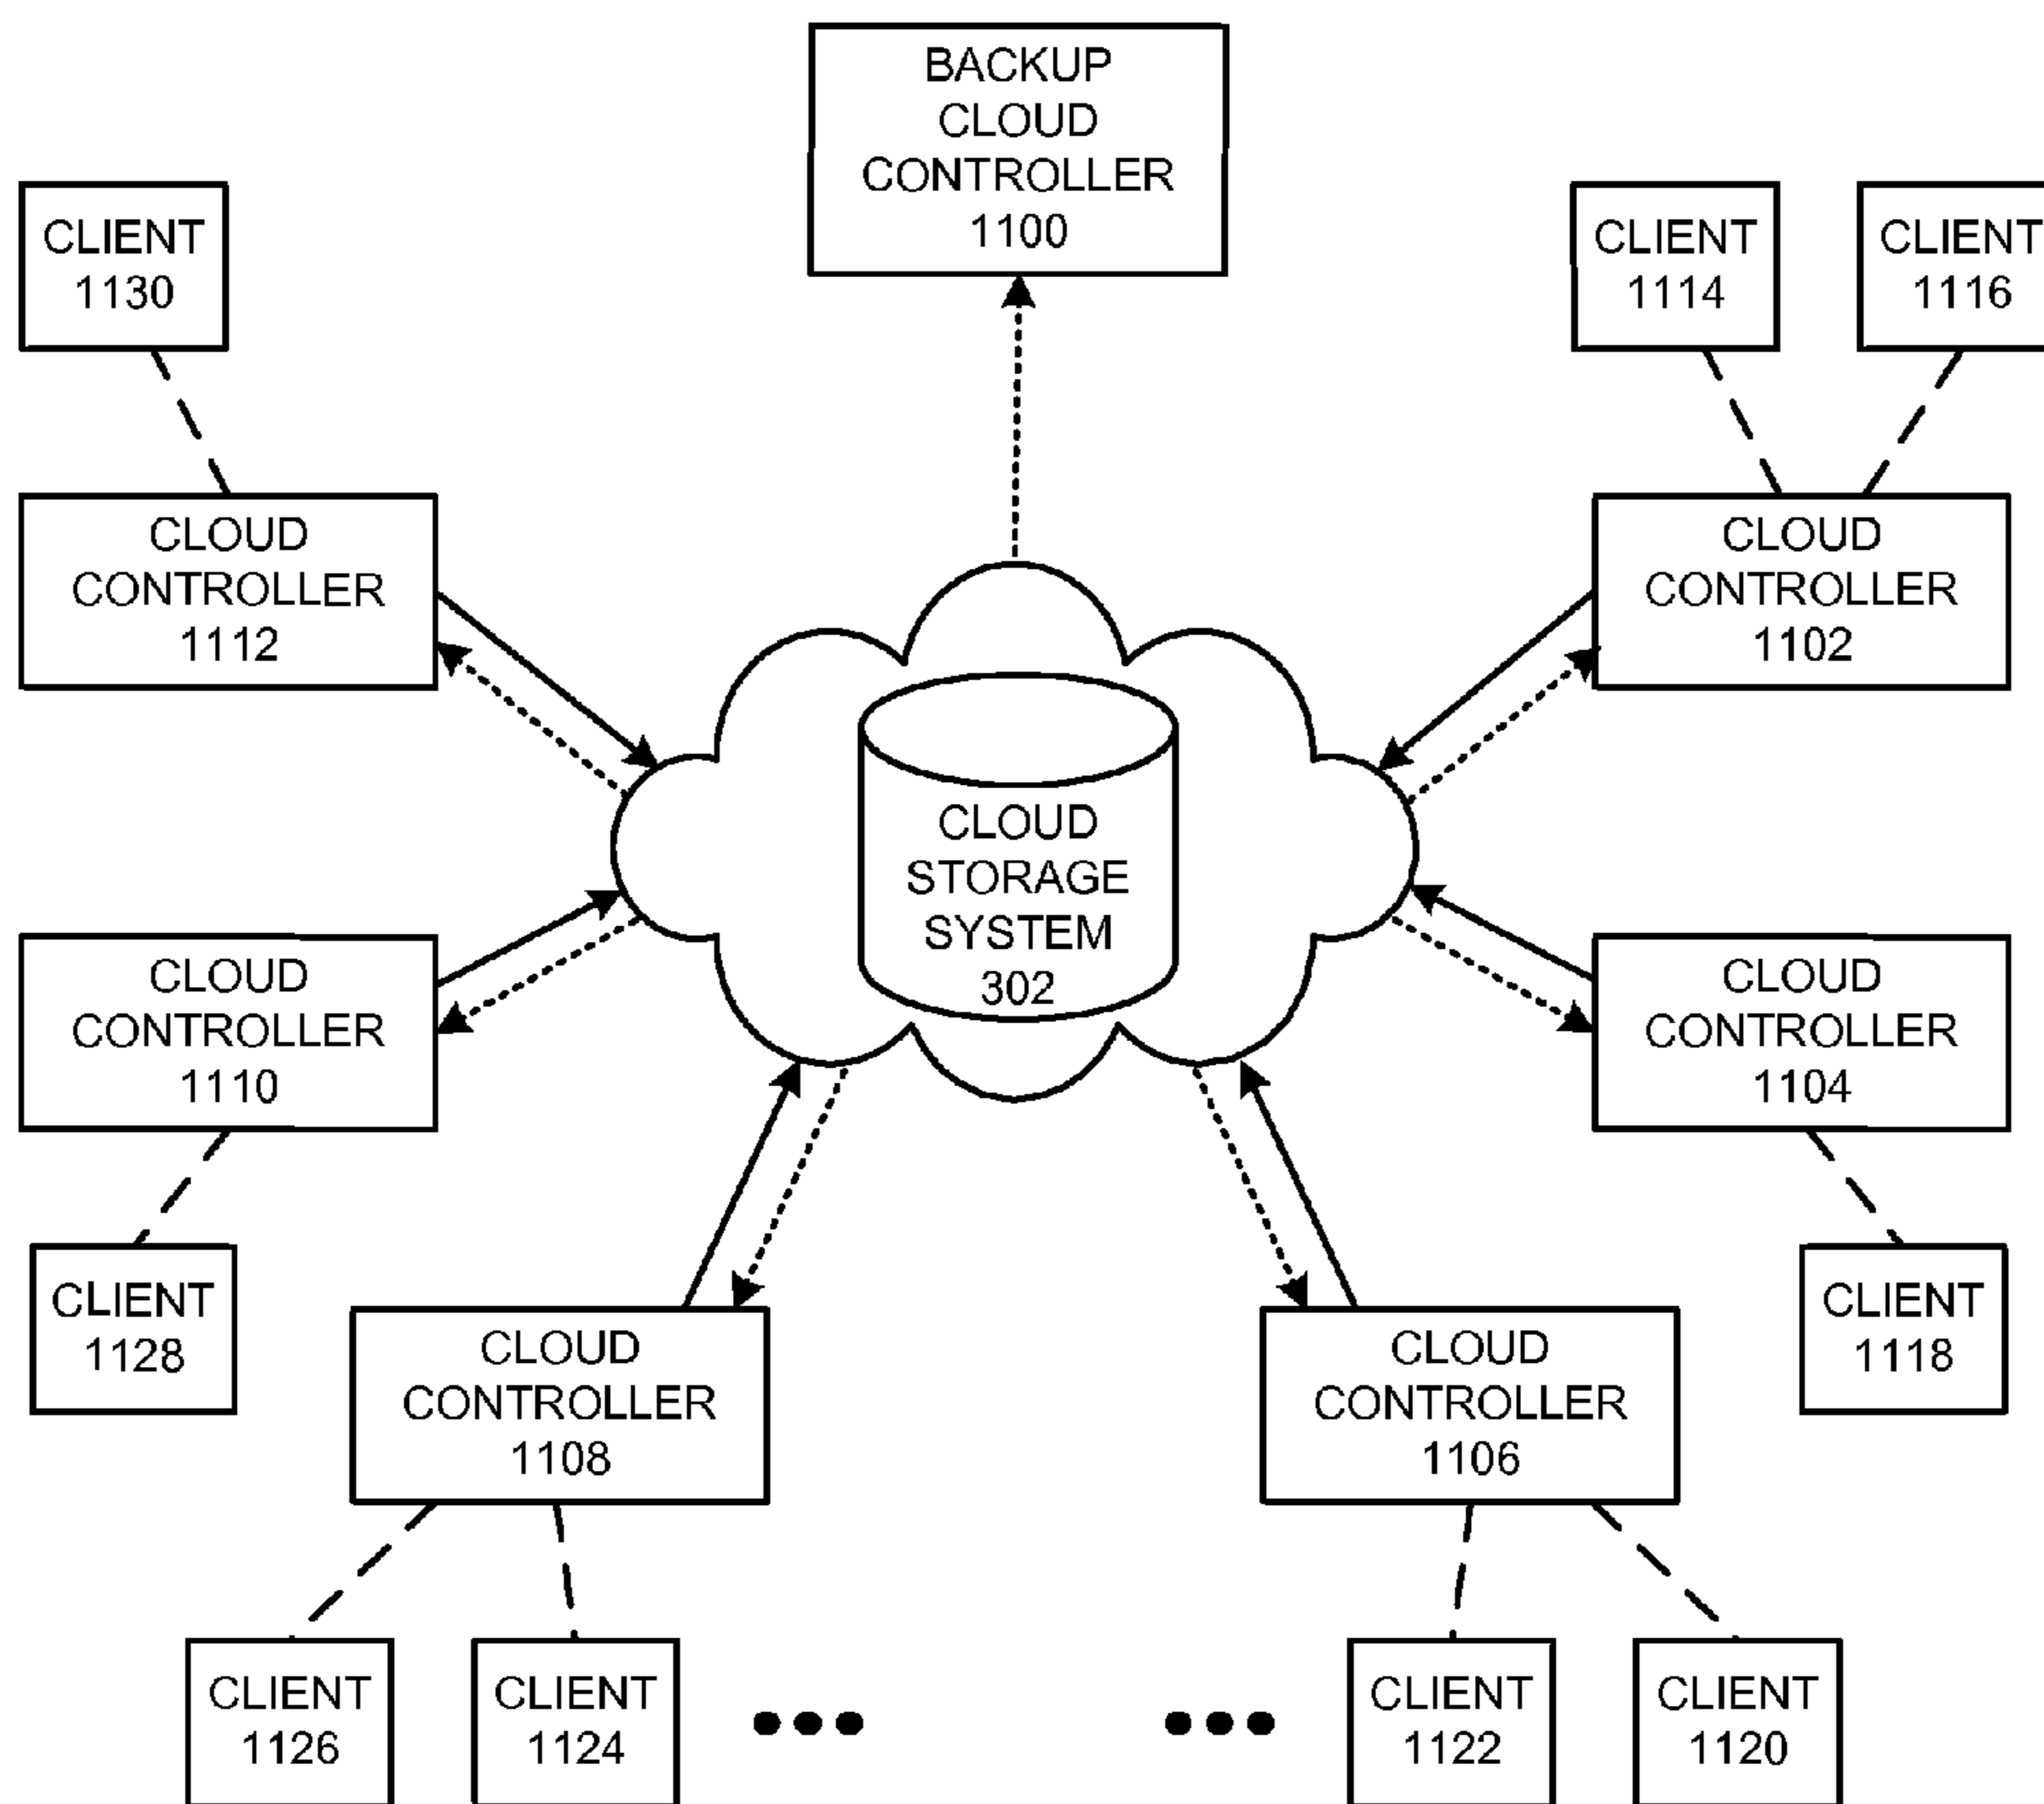 BACKUP
CLOUD
CONTROLLER
1100
CLIENT
1130
CLIENT
1114
CLIENT
1116
CLOUD
CONTROLLER
1112
CLOUD
CONTROLLER
1102
CLOUD
STORAGE
SYSTEM
302
CLOUD
CONTROLLER
1110
CLOUD
CONTROLLER
1104
CLIENT
1128
CLIENT
1118
CLOUD
CONTROLLER
1108
CLOUD
CONTROLLER
1106
CLIENT
1126
CLIENT
1124
CLIENT
1122
CLIENT
1120